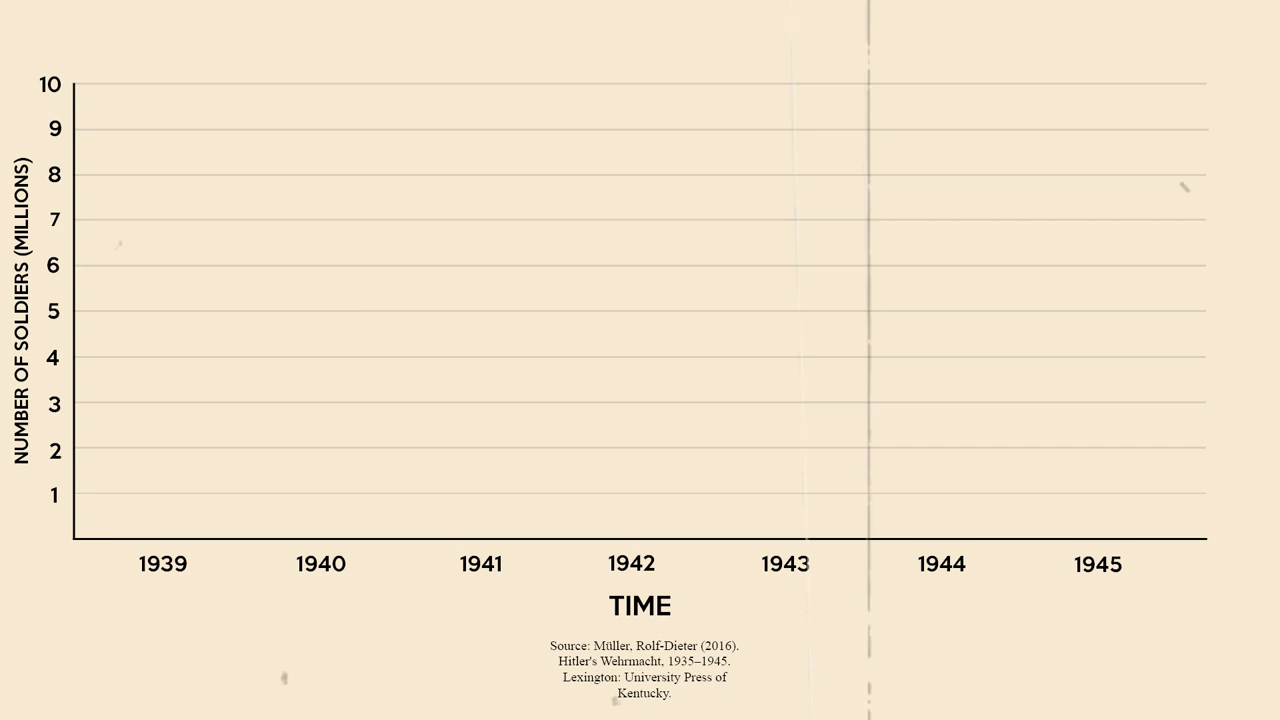 NUMBER OF SOLDIERS (MILLIONS)
10
9
8
7
6
5
4
3
2
1
1939 1940 1941 1942 1943 1944 1945
TIME
Source: Müller, Rolf-Dieter (2016).
Hitler's Wehrmacht, 1935–1945.
Lexington: University Press of
Kentucky.